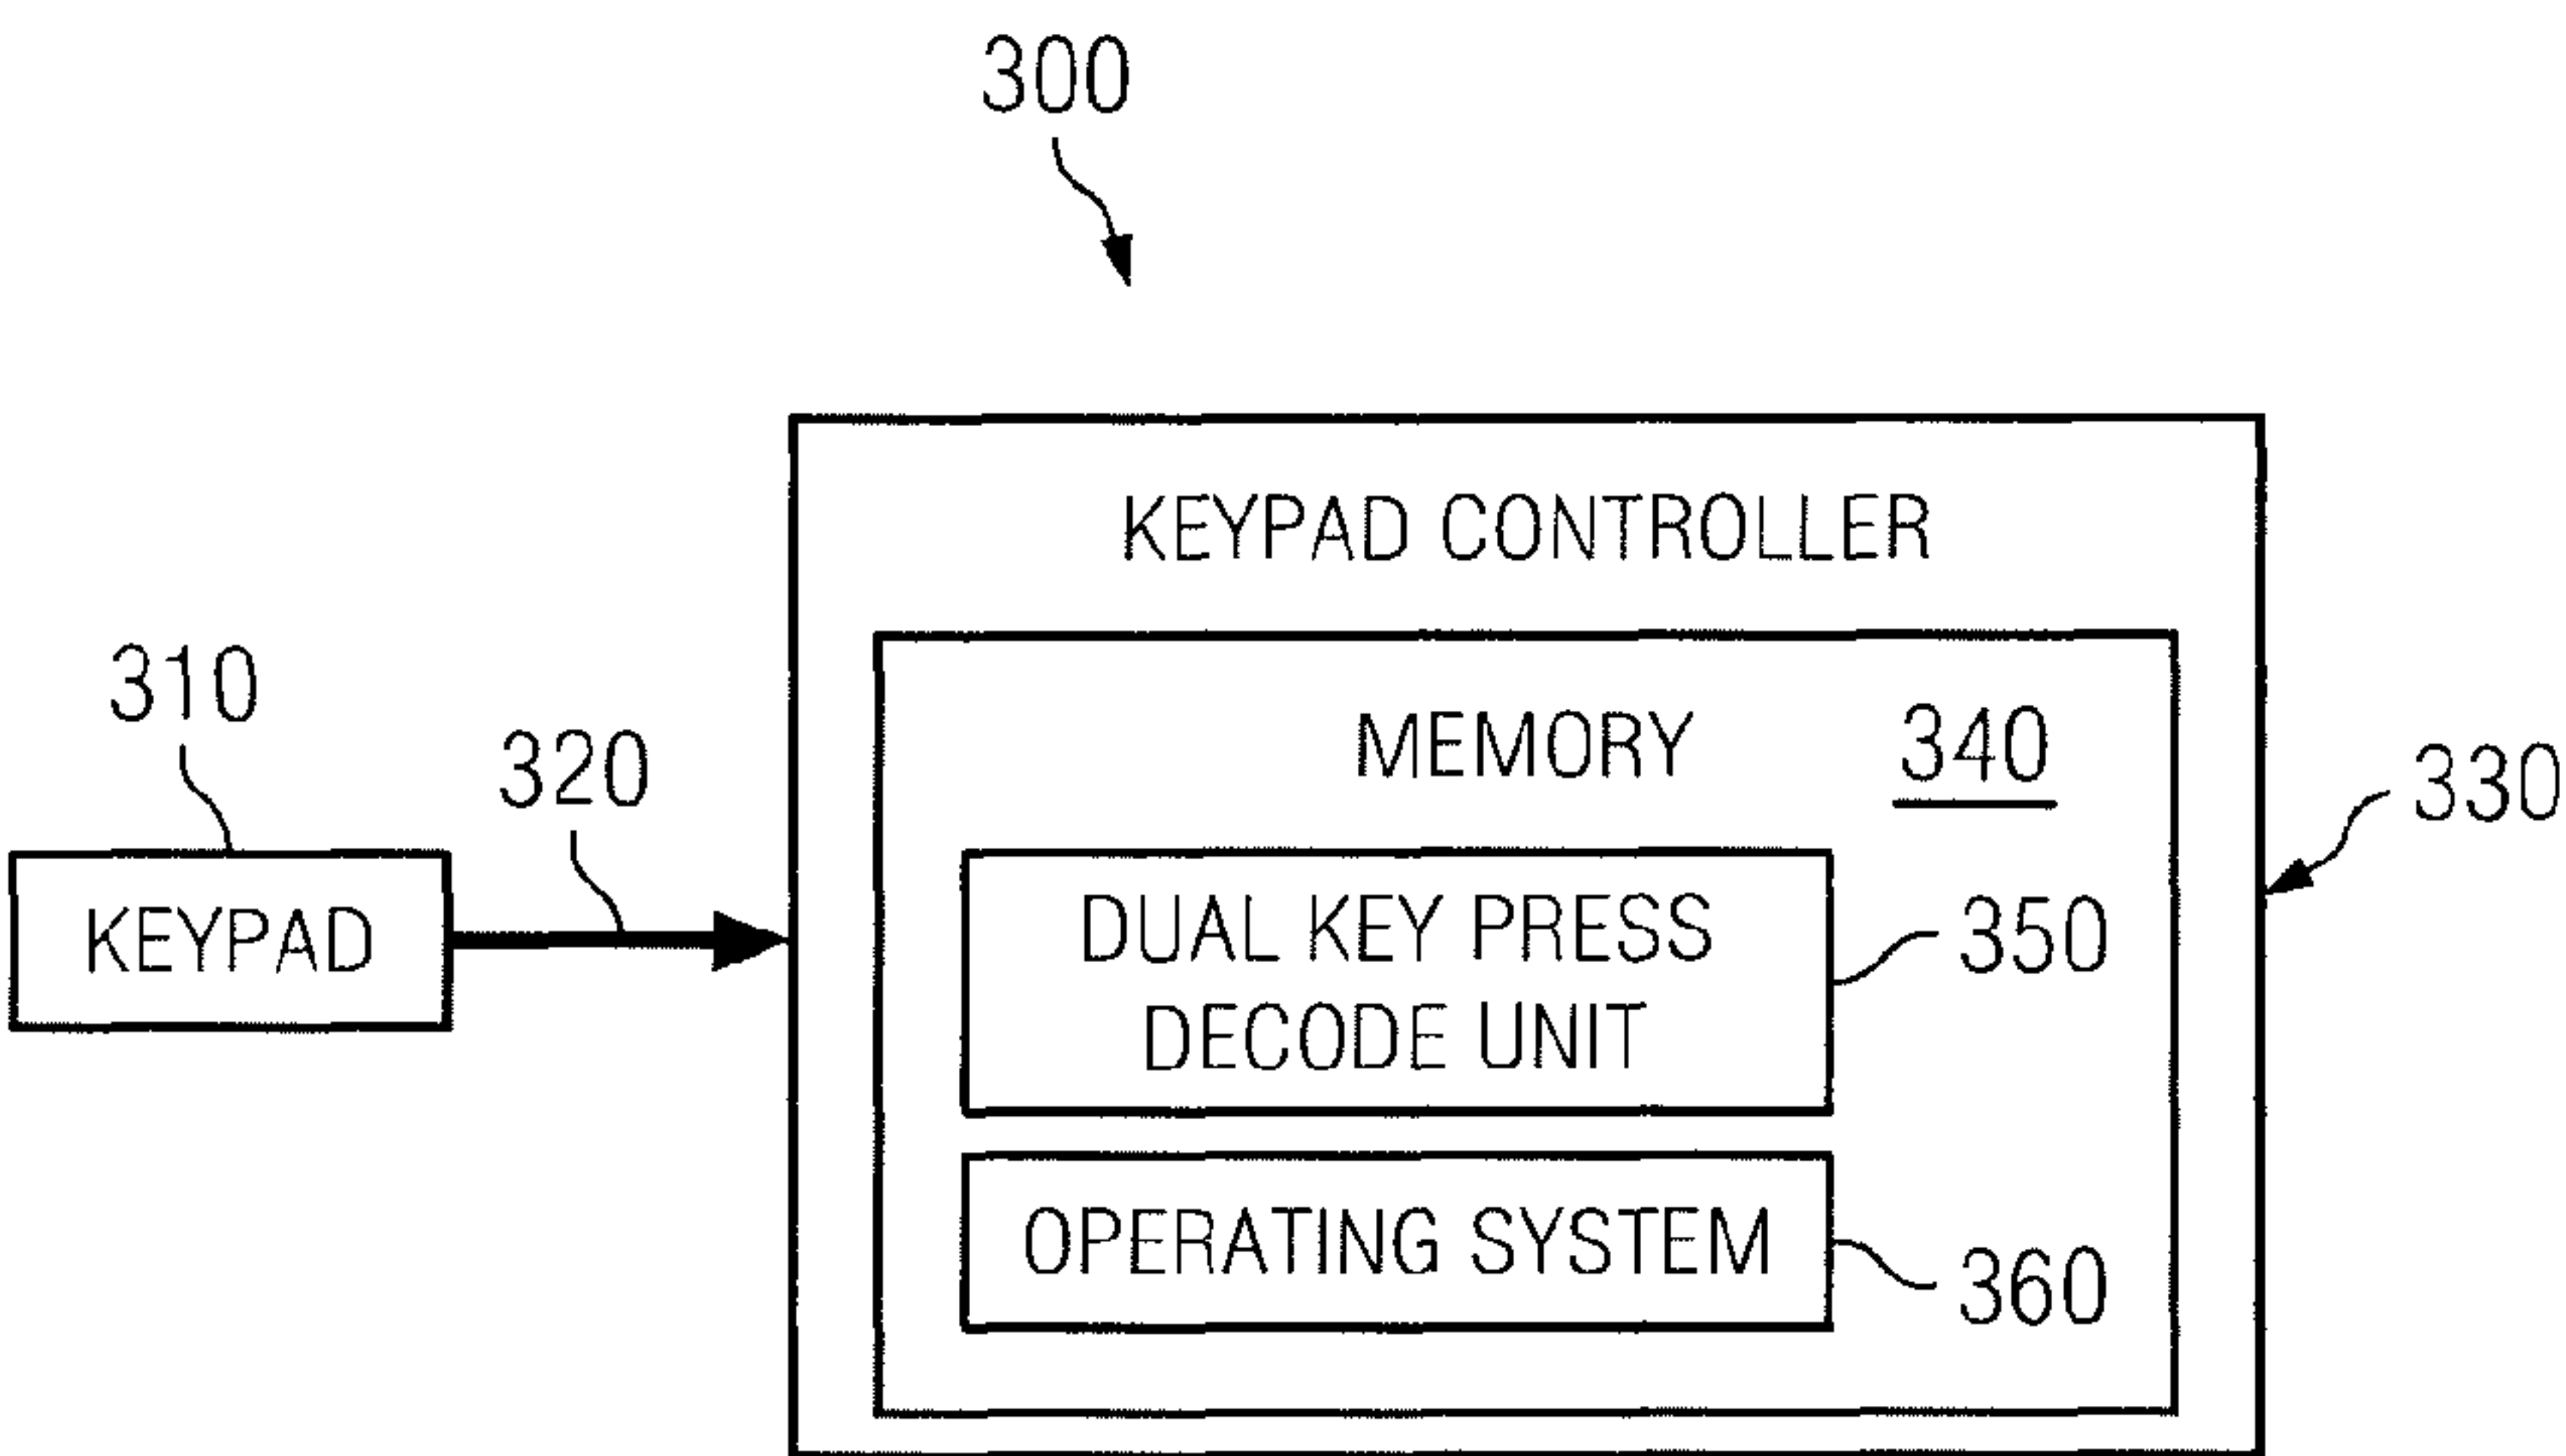 300
KEYPAD CONTROLLER
310
320
MEMORY 340
330
KEYPAD
DUAL KEY PRESS
DECODE UNIT
350
OPERATING SYSTEM
360